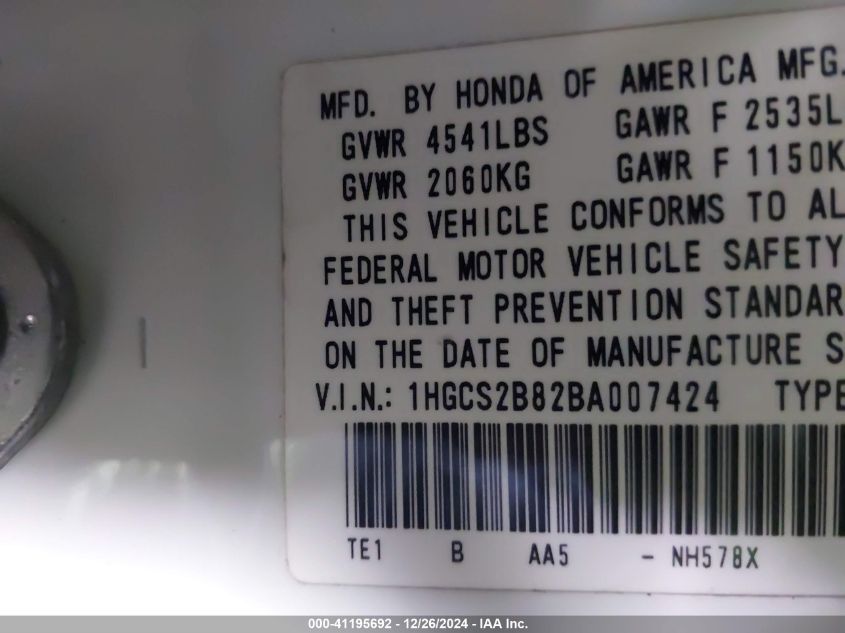 MFD. BY HONDA OF AMERICA MFG.
GVWR 4541LBS GAWR F 2535L
GVWR 2060KG GAWR F 1150K
THIS VEHICLE CONFORMS TO AL
FEDERAL MOTOR VEHICLE SAFETY
AND THEFT PREVENTION STANDAR
ON THE DATE OF MANUFACTURE S
V.I.N.: 1HGCS2B82BA007424 TYPE
TE1 B AA5 - NH578X
000-41195692 - 12/26/2024 - IAA Inc.